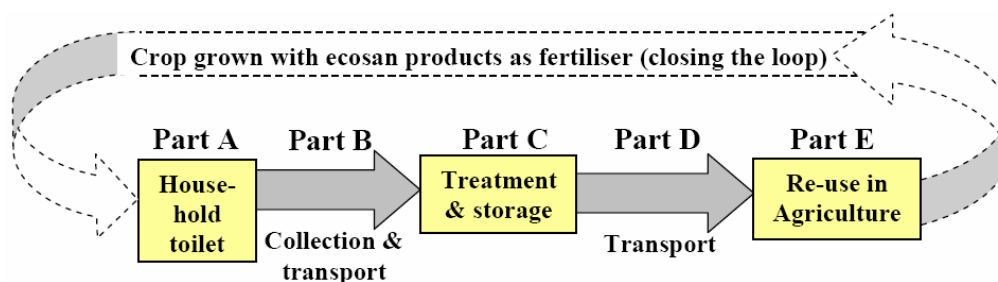 Crop grown with ecosan products as fertiliser (closing the loop)
Part A
Part B
Part C
Part D
Part E
House-
hold
toilet
Collection &
transport
Treatment
& storage
Transport
Re-use in
Agriculture